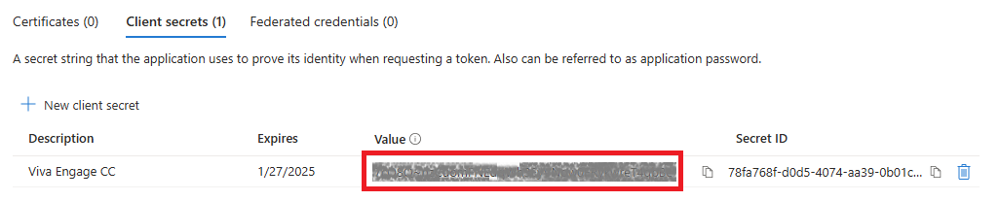 Certificates (0) Client secrets (1) Federated credentials (0)
A secret string that the application uses to prove its identity when requesting a token. Also can be referred to as application password.
New client secret
Description Expires Value Secret ID
Viva Engage CC 1/27/2025 78fa768f-d0d5-4074-aa39-0b01c...